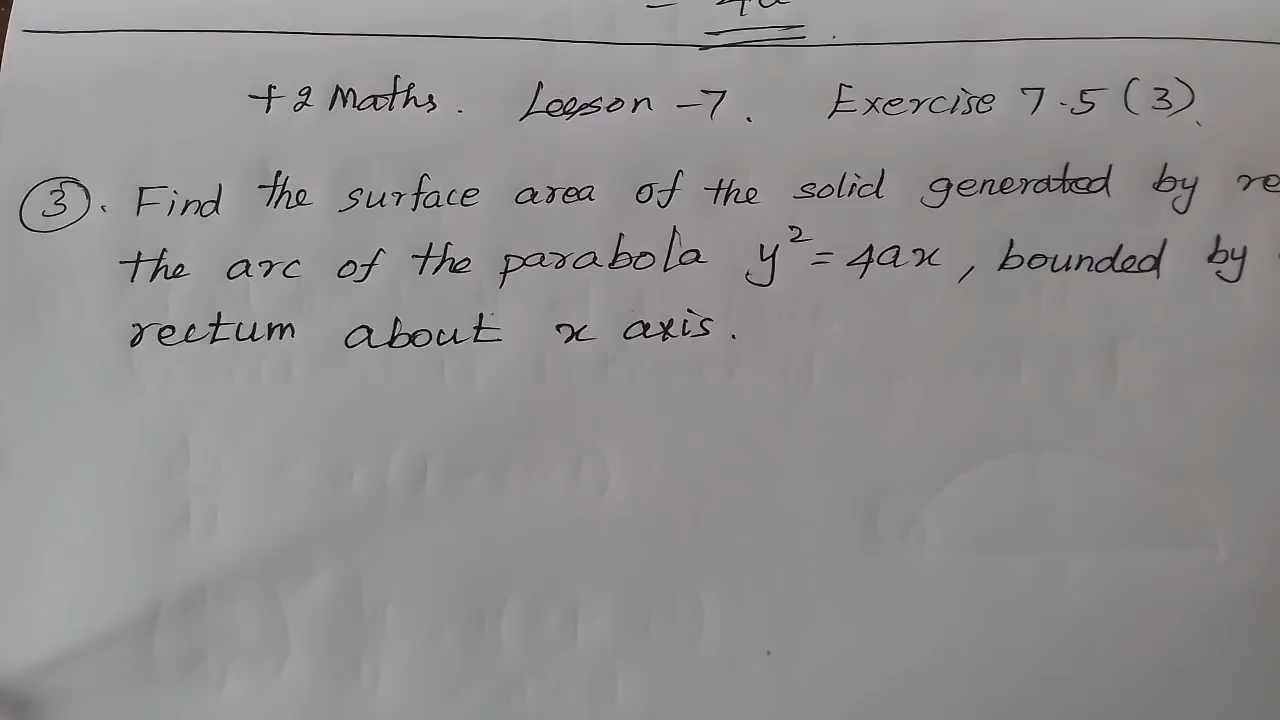 +2 Maths. Lesson -7. Exercise 7.5 (3).
③. Find the surface area of the solid generated by re
the arc of the parabola y² = 4ax, bounded by
rectum about x axis.